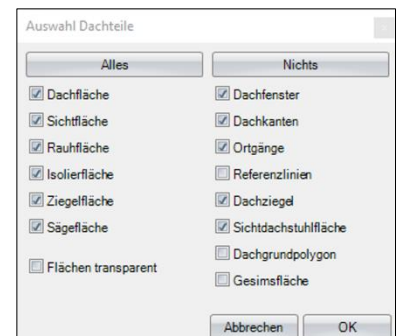 Auswahl Dachteile
Alles
Nichts
Dachfläche
Dachfenster
Sichtfläche
Dachkanten
Rauhfläche
Ortgänge
Isolierfläche
Referenzlinien
Ziegelfläche
Dachziegel
Sägefläche
Sichtdachstuhlfläche
Dachgrundpolygon
Flächen transparent
Gesimsfläche
Abbrechen
OK